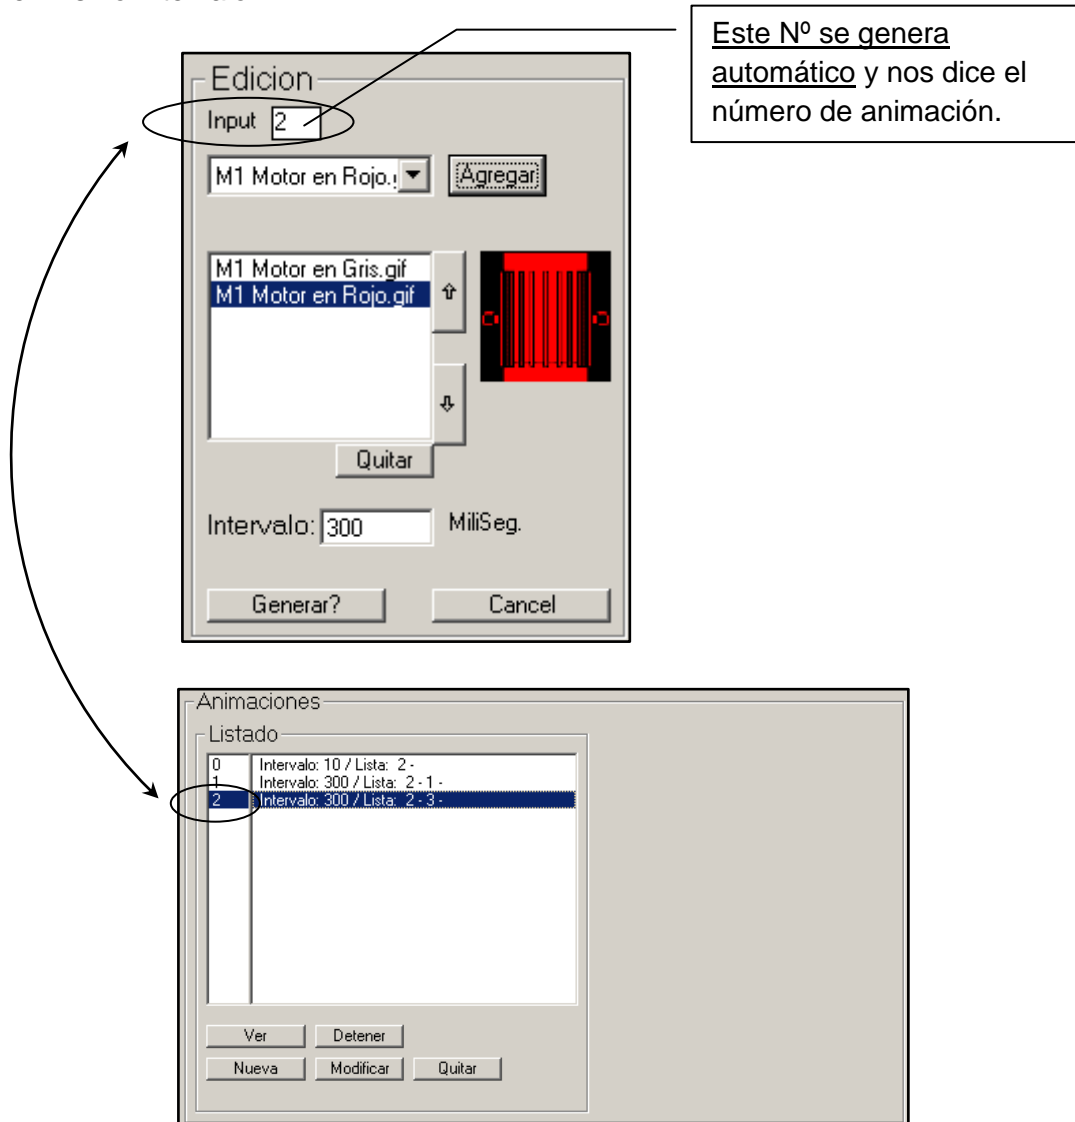 Este Nº se genera
automático y nos dice el
número de animación.
Edicion
Input 2
M1 Motor en Rojo.
Agregar
M1 Motor en Gris.gif
M1 Motor en Rojo.gif
Quitar
Intervalo: 300 MiliSeg.
Generar? Cancel
Animaciones
Listado
0 Intervalo: 10 / Lista: 2 -
1 Intervalo: 300 / Lista: 2 - 1 -
2 Intervalo: 300 / Lista: 2 - 3 -
Ver Detener
Nueva Modificar Quitar